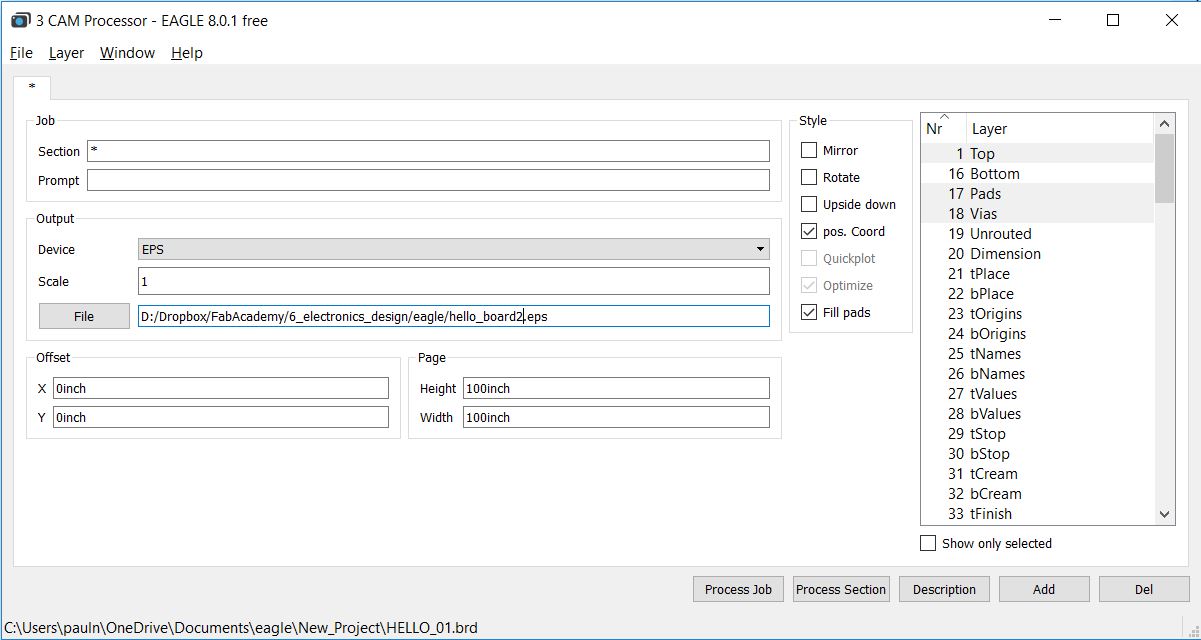 3 CAM Processor - EAGLE 8.0.1 free
File Layer Window Help
*
Job
Section *
Prompt
Output
Device EPS
Scale 1
File D:/Dropbox/FabAcademy/6_electronics_design/eagle/hello_board2.eps
Offset
X 0inch
Y 0inch
Page
Height 100inch
Width 100inch
Style
Mirror
Rotate
Upside down
pos. Coord
Quickplot
Optimize
Fill pads
Nr Layer
1 Top
16 Bottom
17 Pads
18 Vias
19 Unrouted
20 Dimension
21 tPlace
22 bPlace
23 tOrigins
24 bOrigins
25 tNames
26 bNames
27 tValues
28 bValues
29 tStop
30 bStop
31 tCream
32 bCream
33 tFinish
Show only selected
Process Job Process Section Description Add Del
C:\Users\pauln\OneDrive\Documents\eagle\New_Project\HELLO_01.brd